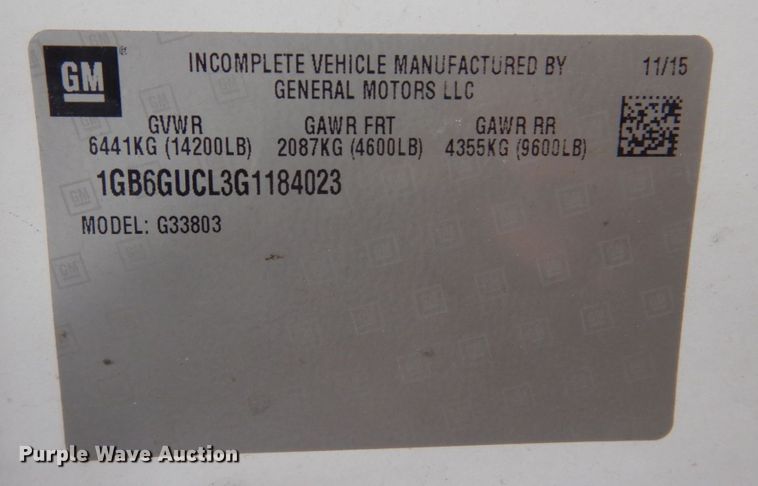 GM
INCOMPLETE VEHICLE MANUFACTURED BY
GENERAL MOTORS LLC
11/15
GVWR GAWR FRT GAWR RR
6441KG (14200LB) 2087KG (4600LB) 4355KG (9600LB)
1GB6GUCL3G1184023
MODEL: G33803
Purple Wave Auction